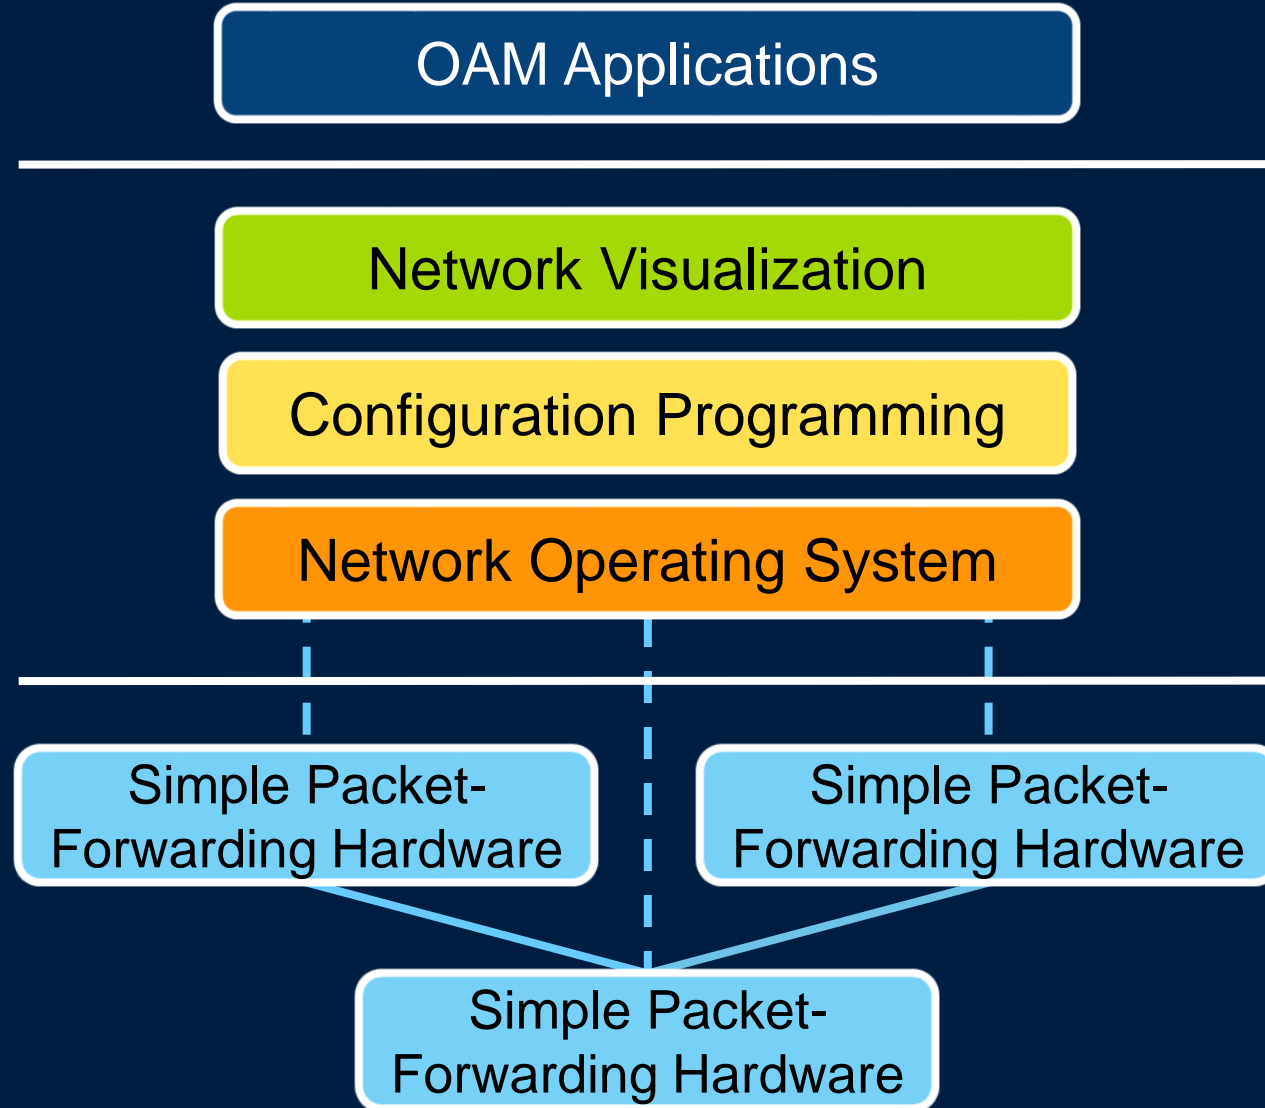 OAM Applications
Network Visualization
Configuration Programming
Network Operating System
Simple Packet-
Forwarding Hardware
Simple Packet-
Forwarding Hardware
Simple Packet-
Forwarding Hardware